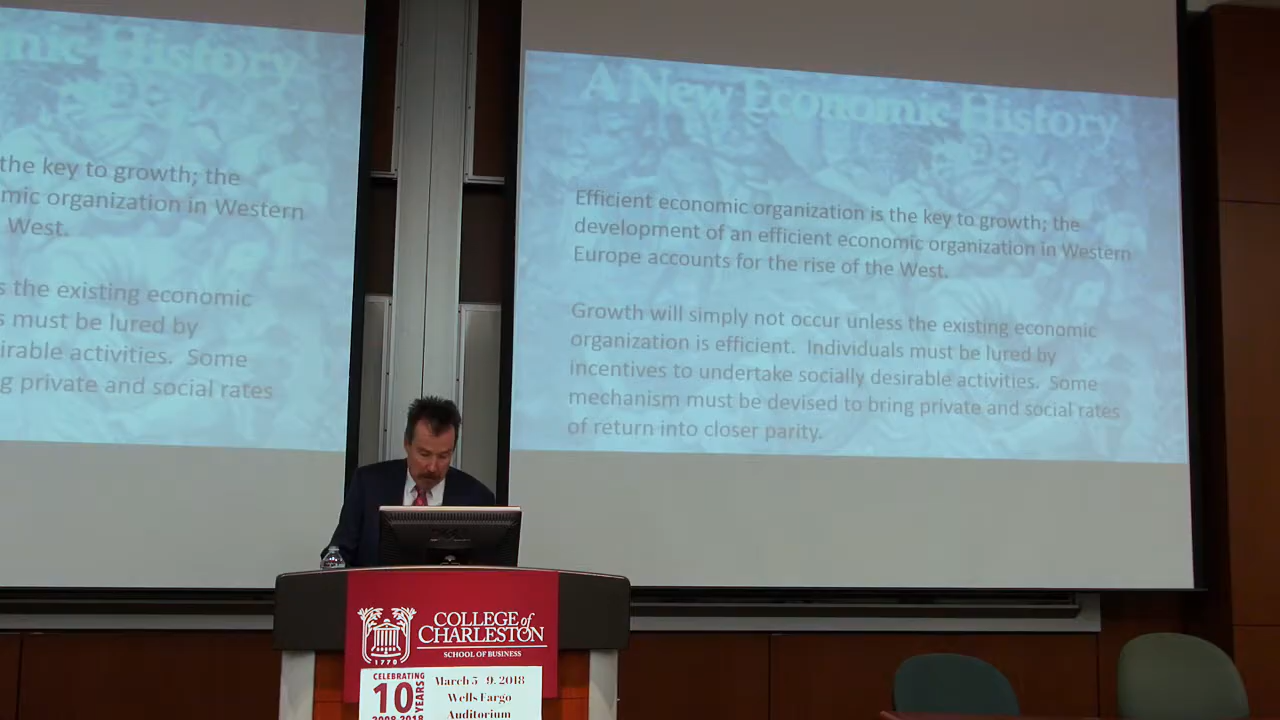 mic History
the key to growth; the
mic organization in Western
West.
s the existing economic
s must be lured by
irable activities.  Some
g private and social rates
A New Economic History
Efficient economic organization is the key to growth; the
development of an efficient economic organization in Western
Europe accounts for the rise of the West.
Growth will simply not occur unless the existing economic
organization is efficient.  Individuals must be lured by
incentives to undertake socially desirable activities.  Some
mechanism must be devised to bring private and social rates
of return into closer parity.
COLLEGE of
CHARLESTON
SCHOOL OF BUSINESS
1770
CELEBRATING
10 YEARS
2008-2018
March 5 - 9, 2018
Wells Fargo
Auditorium